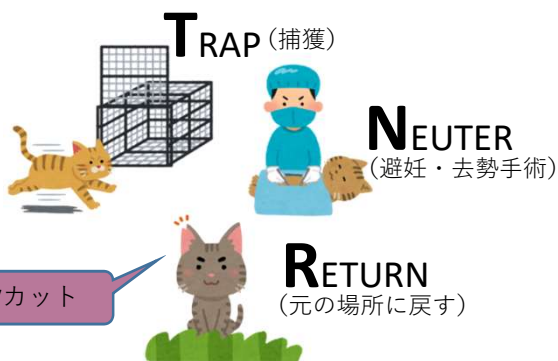 TRAP (捕獲)
NEUTER
(避妊・去勢手術)
RETURN
(元の場所に戻す)
カット